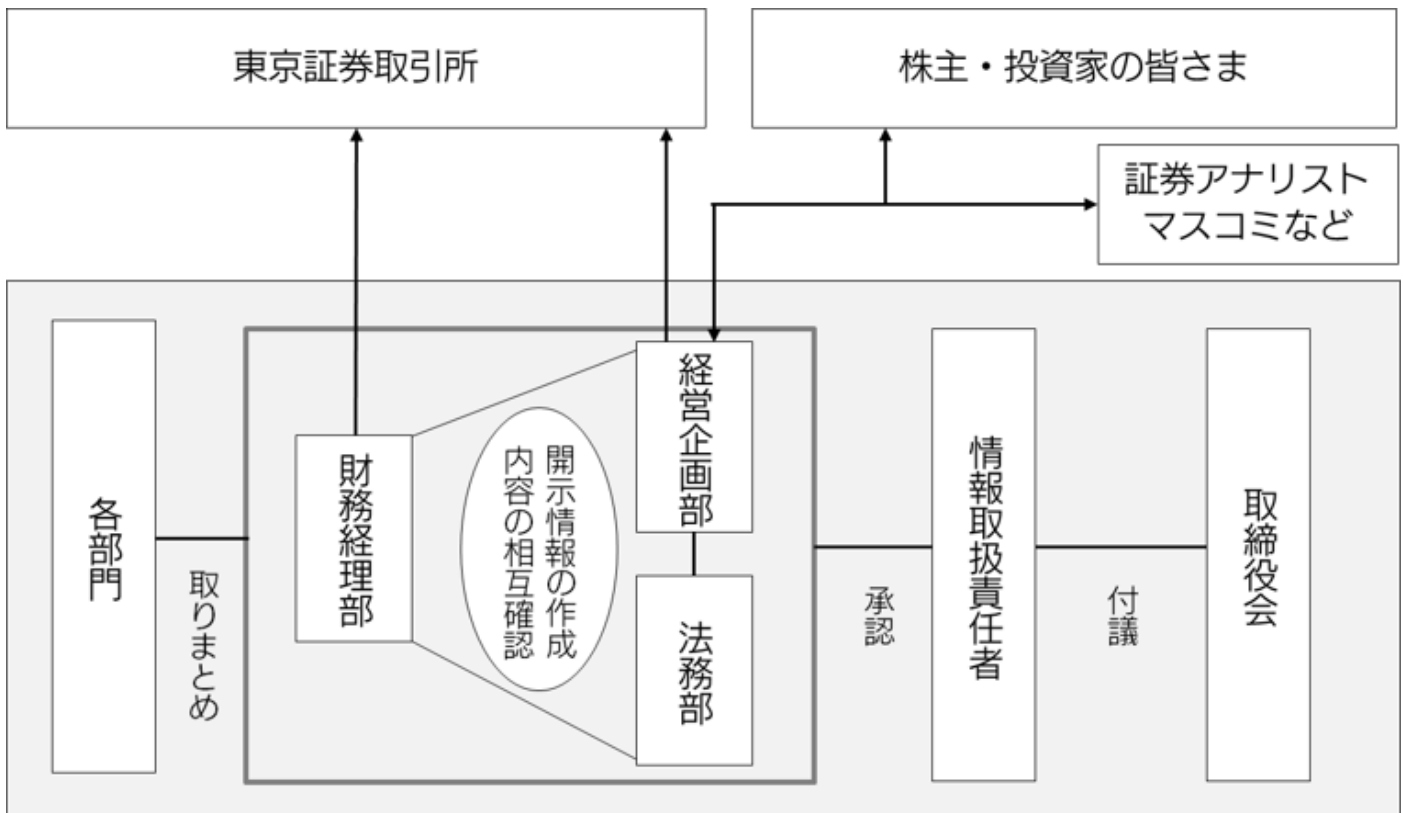 東京証券取引所
株主・投資家の皆さま
証券アナリスト
マスコミなど
各部門
取りまとめ
財務経理部
開示情報の作成
内容の相互確認
経営企画部
法務部
承認
情報取扱責任者
付議
取締役会